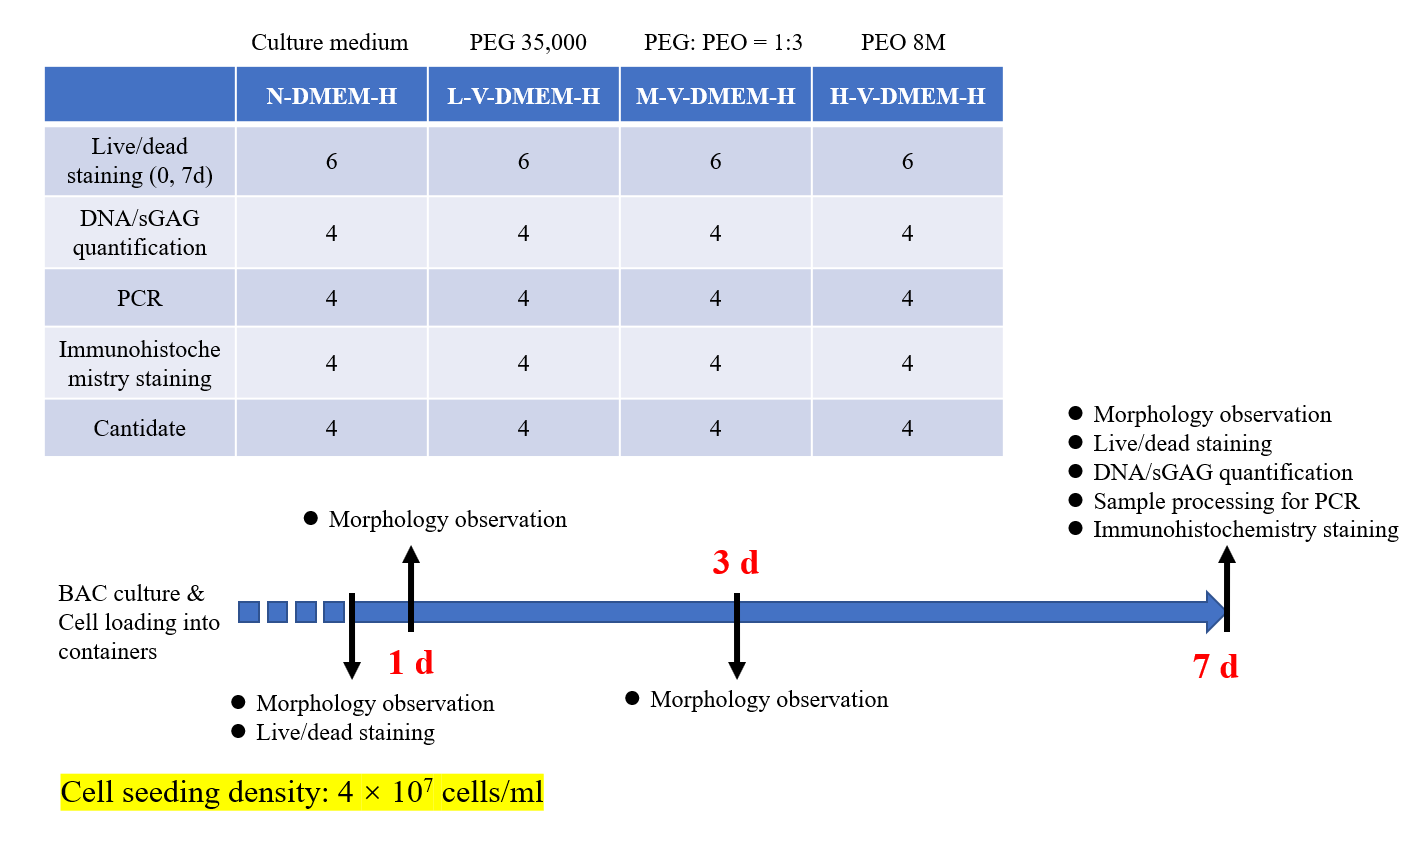 Culture medium PEG 35,000 PEG: PEO = 1:3 PEO 8M
N-DMEM-H L-V-DMEM-H M-V-DMEM-H H-V-DMEM-H
Live/dead
staining (0, 7d) 6 6 6 6
DNA/sGAG
quantification 4 4 4 4
PCR 4 4 4 4
Immunohistoche
mistry staining 4 4 4 4
Cantidate 4 4 4 4
● Morphology observation
● Live/dead staining
● DNA/sGAG quantification
● Sample processing for PCR
● Immunohistochemistry staining
● Morphology observation
3 d
BAC culture &
Cell loading into
containers
1 d
7 d
● Morphology observation
● Live/dead staining
● Morphology observation
Cell seeding density: 4 × 10⁷ cells/ml